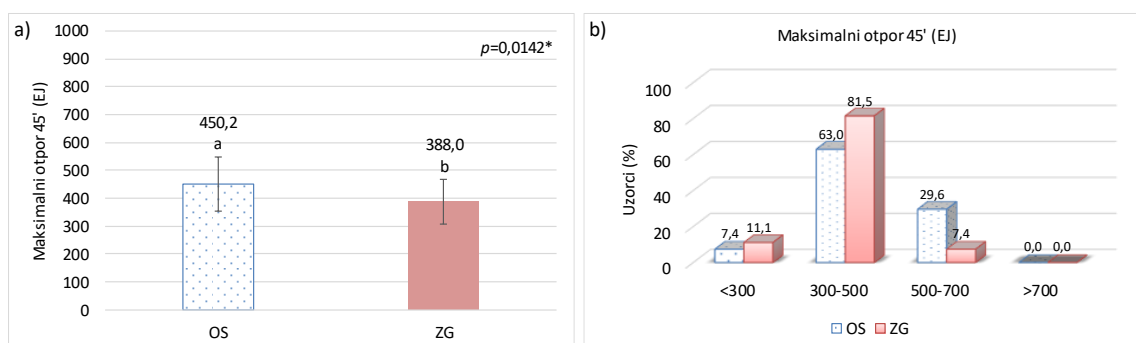 a)
Maksimalni otpor 45' (EJ)
1000
900
800
700
600
500
400
300
200
100
0
p=0,0142*
450,2
a
388,0
b
OS
ZG
b)
Maksimalni otpor 45' (EJ)
Uzorci (%)
100
80
60
40
20
0
7,4
11,1
63,0
81,5
29,6
7,4
0,0
0,0
<300
300-500
500-700
>700
OS
ZG